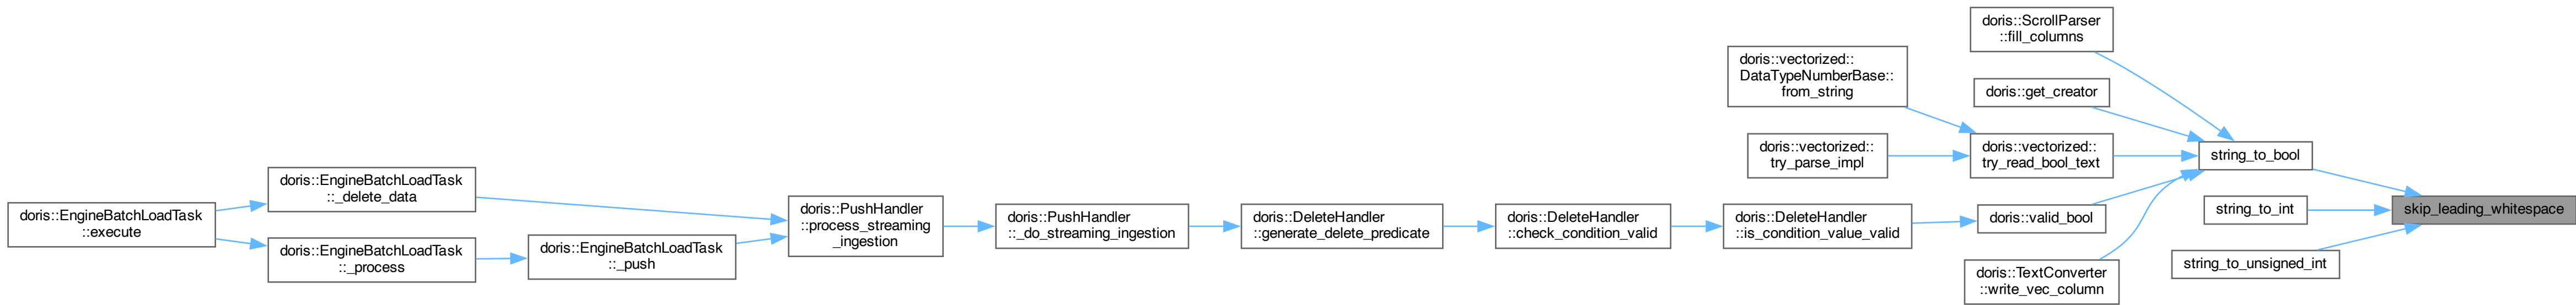 doris::EngineBatchLoadTask
::execute
doris::EngineBatchLoadTask
::_delete_data
doris::EngineBatchLoadTask
::_process
doris::EngineBatchLoadTask
::_push
doris::PushHandler
::process_streaming
_ingestion
doris::PushHandler
::_do_streaming_ingestion
doris::DeleteHandler
::generate_delete_predicate
doris::DeleteHandler
::check_condition_valid
doris::DeleteHandler
::is_condition_value_valid
doris::vectorized::
DataTypeNumberBase::
from_string
doris::vectorized::
try_parse_impl
doris::ScrollParser
::fill_columns
doris::get_creator
doris::vectorized::
try_read_bool_text
doris::valid_bool
doris::TextConverter
::write_vec_column
string_to_bool
string_to_int
string_to_unsigned_int
skip_leading_whitespace